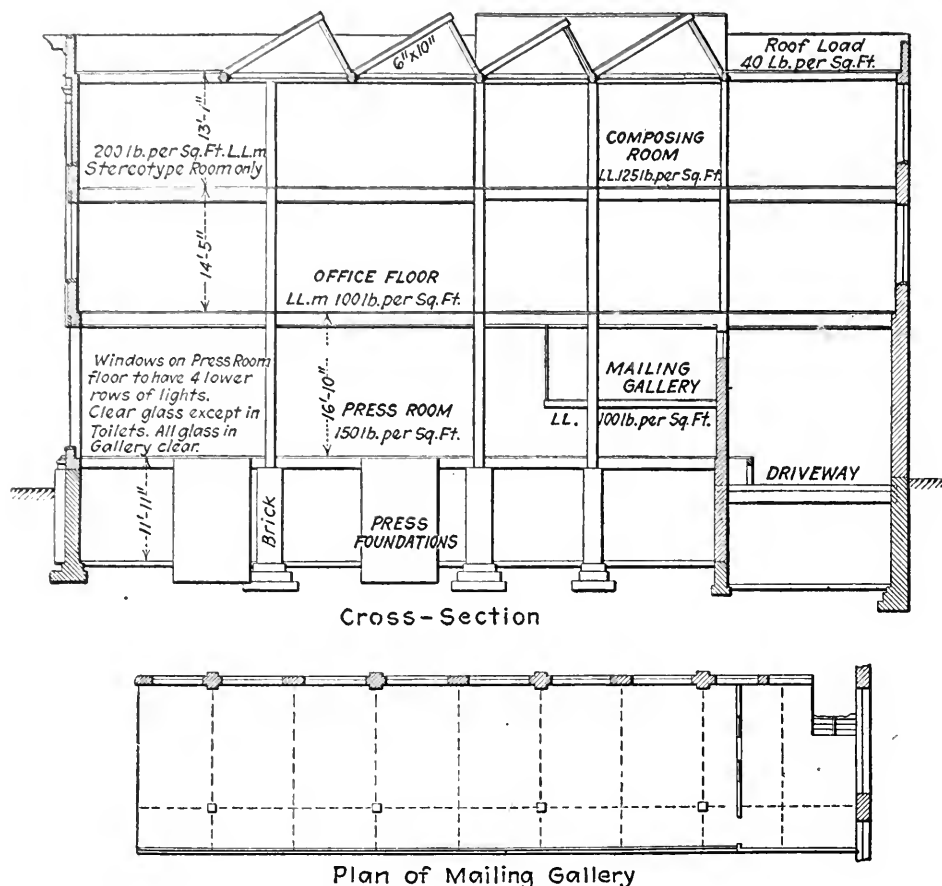 6"x10"
Roof Load
40 Lb. per Sq. Ft.
13'-1"
200 lb. per Sq. Ft. L.L.m
Stereotype Room only
COMPOSING
ROOM
LL. 125 lb. per Sq. Ft.
14'-5"
OFFICE FLOOR
LL.m 100 lb. per Sq. Ft.
Windows on Press Room
floor to have 4 lower
rows of lights.
Clear glass except in
Toilets. All glass in
Gallery clear.
16'-10"
MAILING
GALLERY
LL. 100 lb. per Sq. Ft.
PRESS ROOM
150 lb. per Sq. Ft.
11'-11"
Brick
PRESS
FOUNDATIONS
DRIVEWAY
Cross-Section
Plan of Mailing Gallery